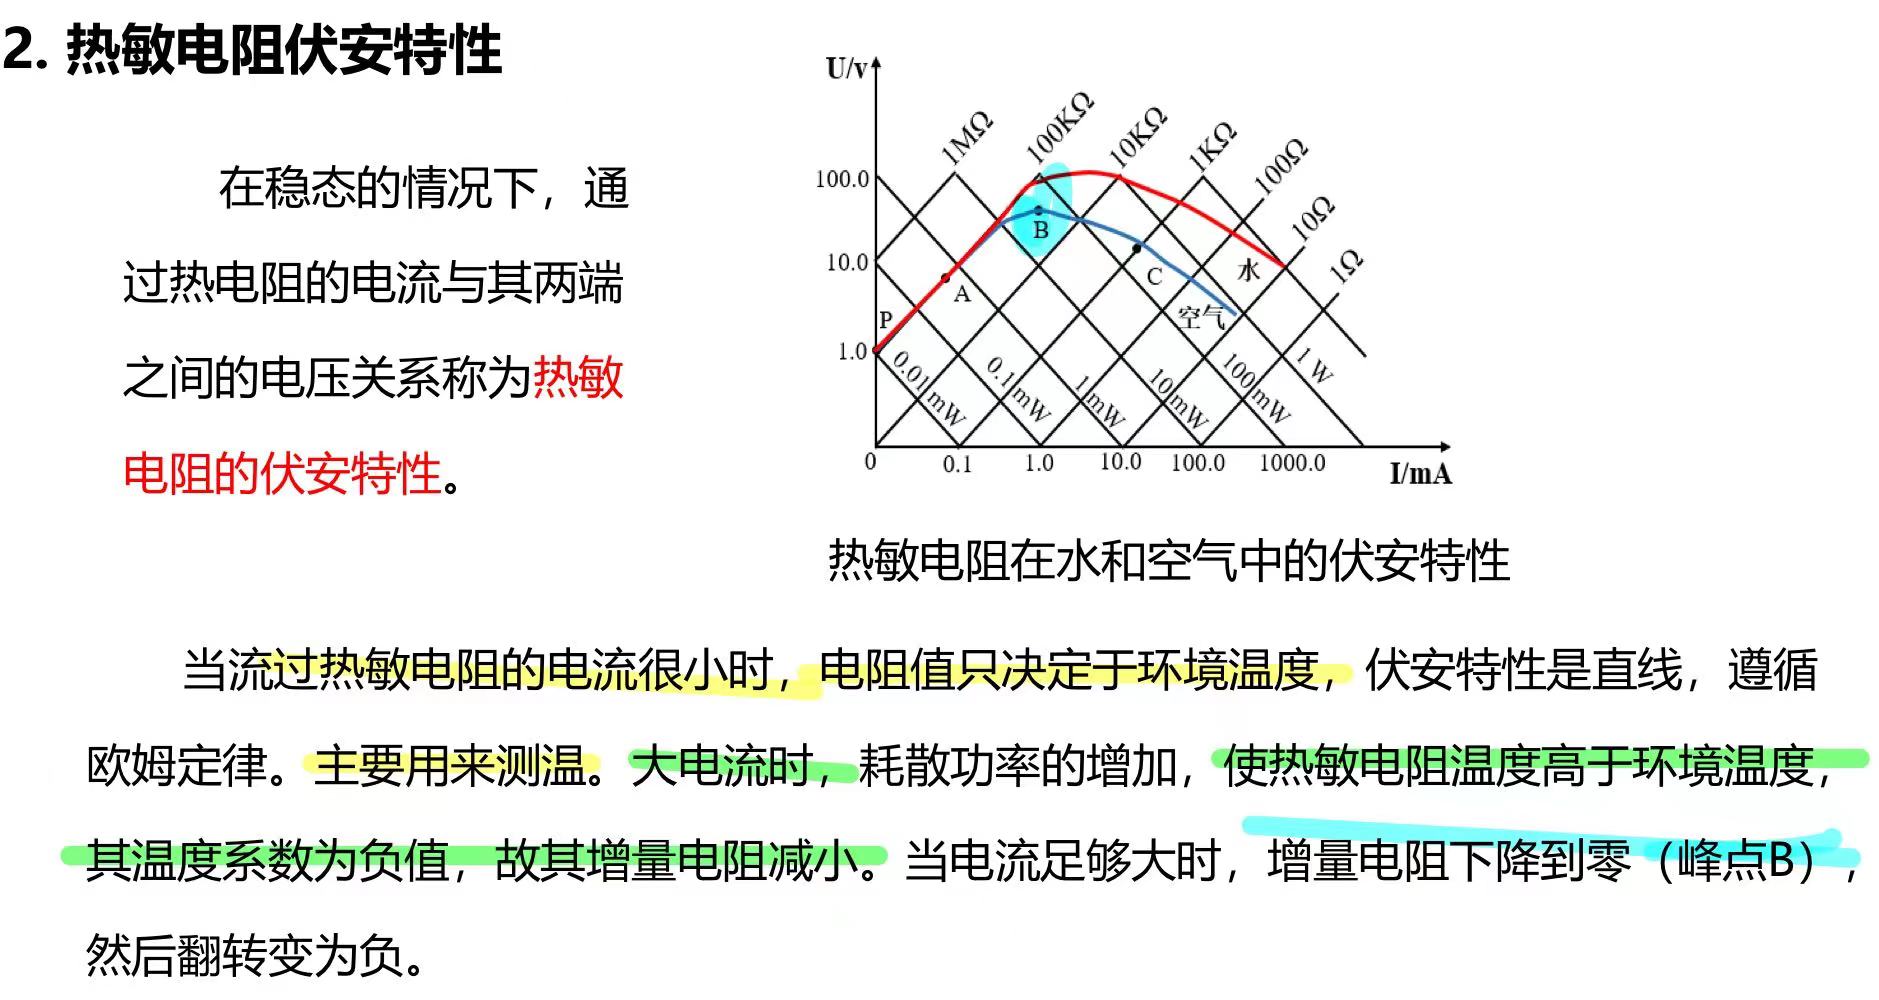 2. 热敏电阻伏安特性
在稳态的情况下，通
过热电阻的电流与其两端
之间的电压关系称为热敏
电阻的伏安特性。
U/v
1MΩ
100KΩ
10KΩ
1KΩ
100Ω
10Ω
1Ω
100.0
10.0
1.0
P
A
B
C
水
空气
0.01mW
0.1mW
1mW
10mW
100mW
1W
0
0.1
1.0
10.0
100.0
1000.0
I/mA
热敏电阻在水和空气中的伏安特性
当流过热敏电阻的电流很小时，电阻值只决定于环境温度，伏安特性是直线，遵循
欧姆定律。主要用来测温。大电流时，耗散功率的增加，使热敏电阻温度高于环境温度，
其温度系数为负值，故其增量电阻减小。当电流足够大时，增量电阻下降到零（峰点B），
然后翻转变为负。